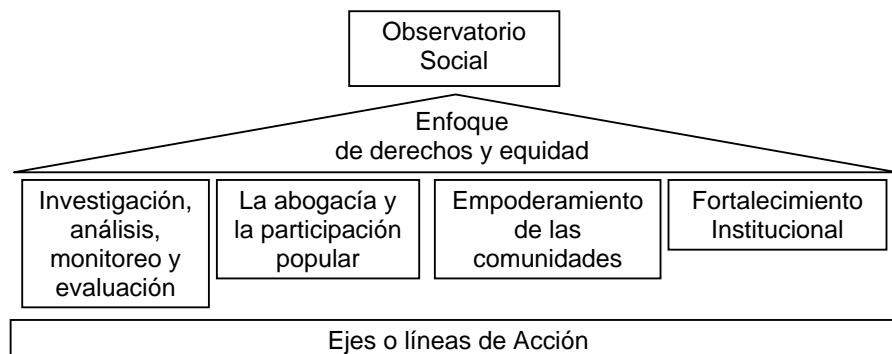 Observatorio
Social
Enfoque
de derechos y equidad
Investigación,
análisis,
monitoreo y
evaluación
La abogacía y
la participación
popular
Empoderamiento
de las
comunidades
Fortalecimiento
Institucional
Ejes o líneas de Acción